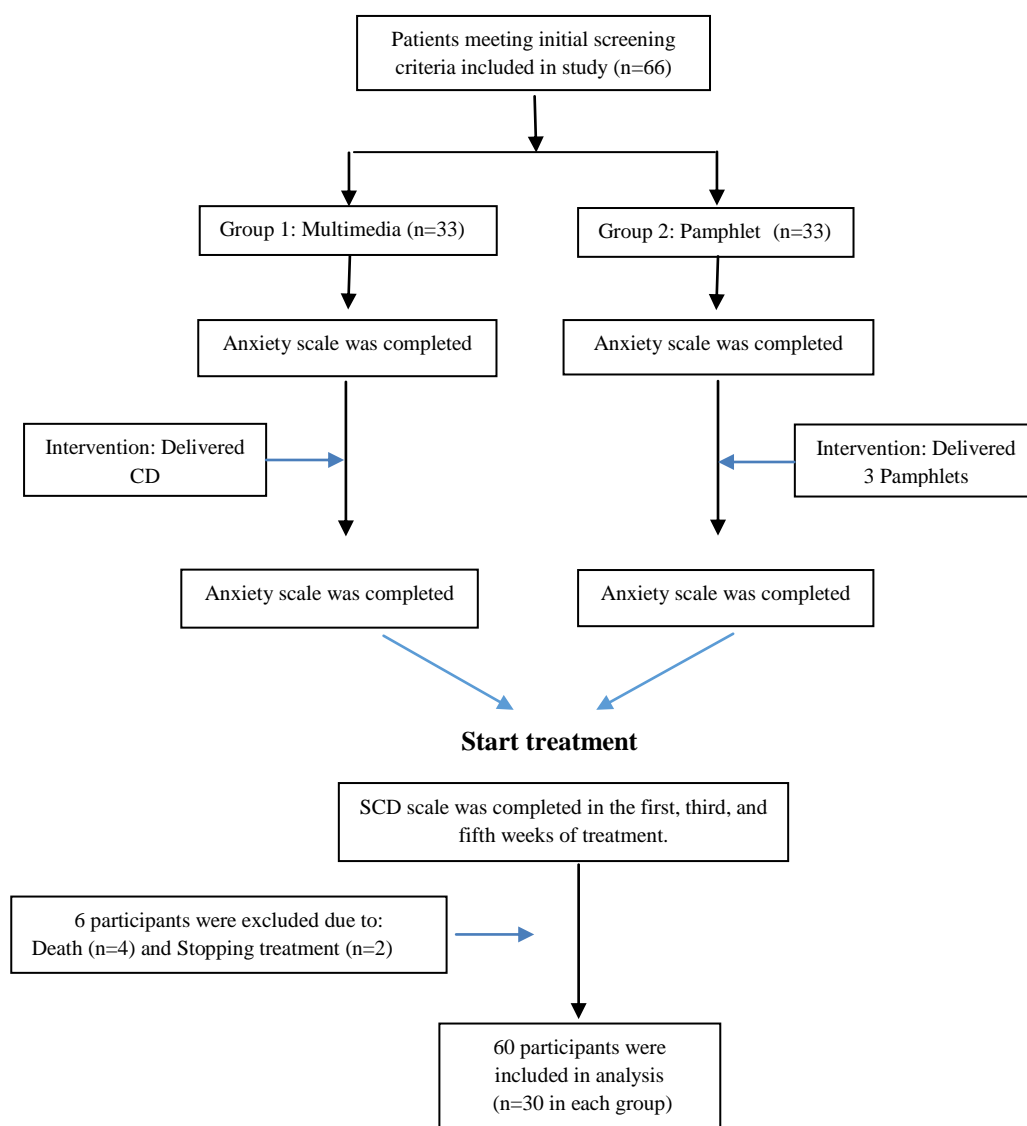 Patients meeting initial screening
criteria included in study (n=66)
Group 1: Multimedia (n=33)
Group 2: Pamphlet (n=33)
Anxiety scale was completed
Anxiety scale was completed
Intervention: Delivered
CD
Intervention: Delivered
3 Pamphlets
Anxiety scale was completed
Anxiety scale was completed
Start treatment
SCD scale was completed in the first, third, and
fifth weeks of treatment.
6 participants were excluded due to:
Death (n=4) and Stopping treatment (n=2)
60 participants were
included in analysis
(n=30 in each group)